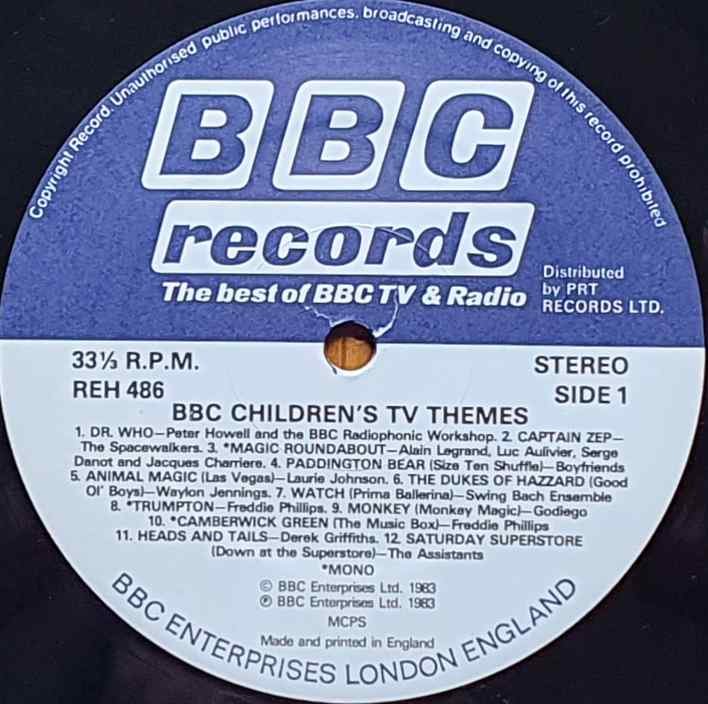 Copyright Record. Unauthorised public performances, broadcasting and copying of this record prohibited
BBC
records
The best of BBC TV & Radio
Distributed
by PRT
RECORDS LTD.
33⅓ R.P.M.
REH 486
STEREO
SIDE 1
BBC CHILDREN'S TV THEMES
1. DR. WHO—Peter Howell and the BBC Radiophonic Workshop. 2. CAPTAIN ZEP—
The Spacewalkers. 3. *MAGIC ROUNDABOUT—Alain Legrand, Luc Aulivier, Serge
Danot and Jacques Charriere. 4. PADDINGTON BEAR (Size Ten Shuffle)—Boyfriends
5. ANIMAL MAGIC (Las Vegas)—Laurie Johnson. 6. THE DUKES OF HAZZARD (Good
Ol' Boys)—Waylon Jennings. 7. WATCH (Prima Ballerina)—Swing Bach Ensemble
8. *TRUMPTON—Freddie Phillips. 9. MONKEY (Monkey Magic)—Godiego
10. *CAMBERWICK GREEN (The Music Box)—Freddie Phillips
11. HEADS AND TAILS—Derek Griffiths. 12. SATURDAY SUPERSTORE
(Down at the Superstore)—The Assistants
*MONO
© BBC Enterprises Ltd. 1983
℗ BBC Enterprises Ltd. 1983
MCPS
Made and printed in England
BBC ENTERPRISES LONDON ENGLAND